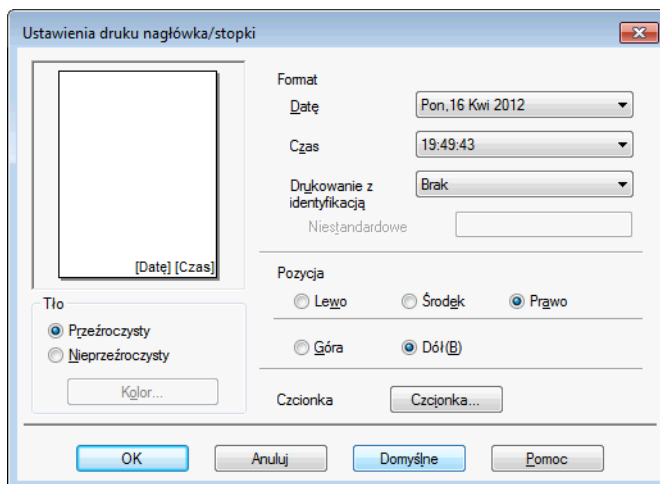 Ustawienia druku nagłówka/stopki
[Datę] [Czas]
Tło
Przeźroczysty
Nieprzeźroczysty
Kolor...
Format
Datę
Pon,16 Kwi 2012
Czas
19:49:43
Drukowanie z
identyfikacją
Brak
Niestandardowe
Pozycja
Lewo
Środek
Prawo
Góra
Dół(B)
Czcionka
Czcionka...
OK
Anuluj
Domyślne
Pomoc